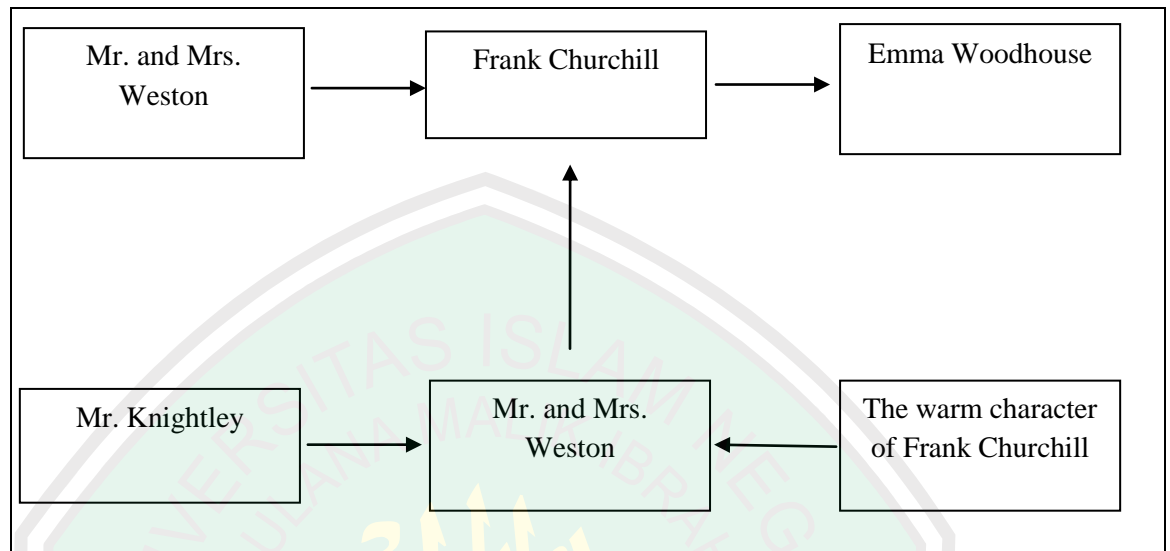 Mr. and Mrs.
Weston
Frank Churchill
Emma Woodhouse
Mr. Knightley
Mr. and Mrs.
Weston
The warm character
of Frank Churchill